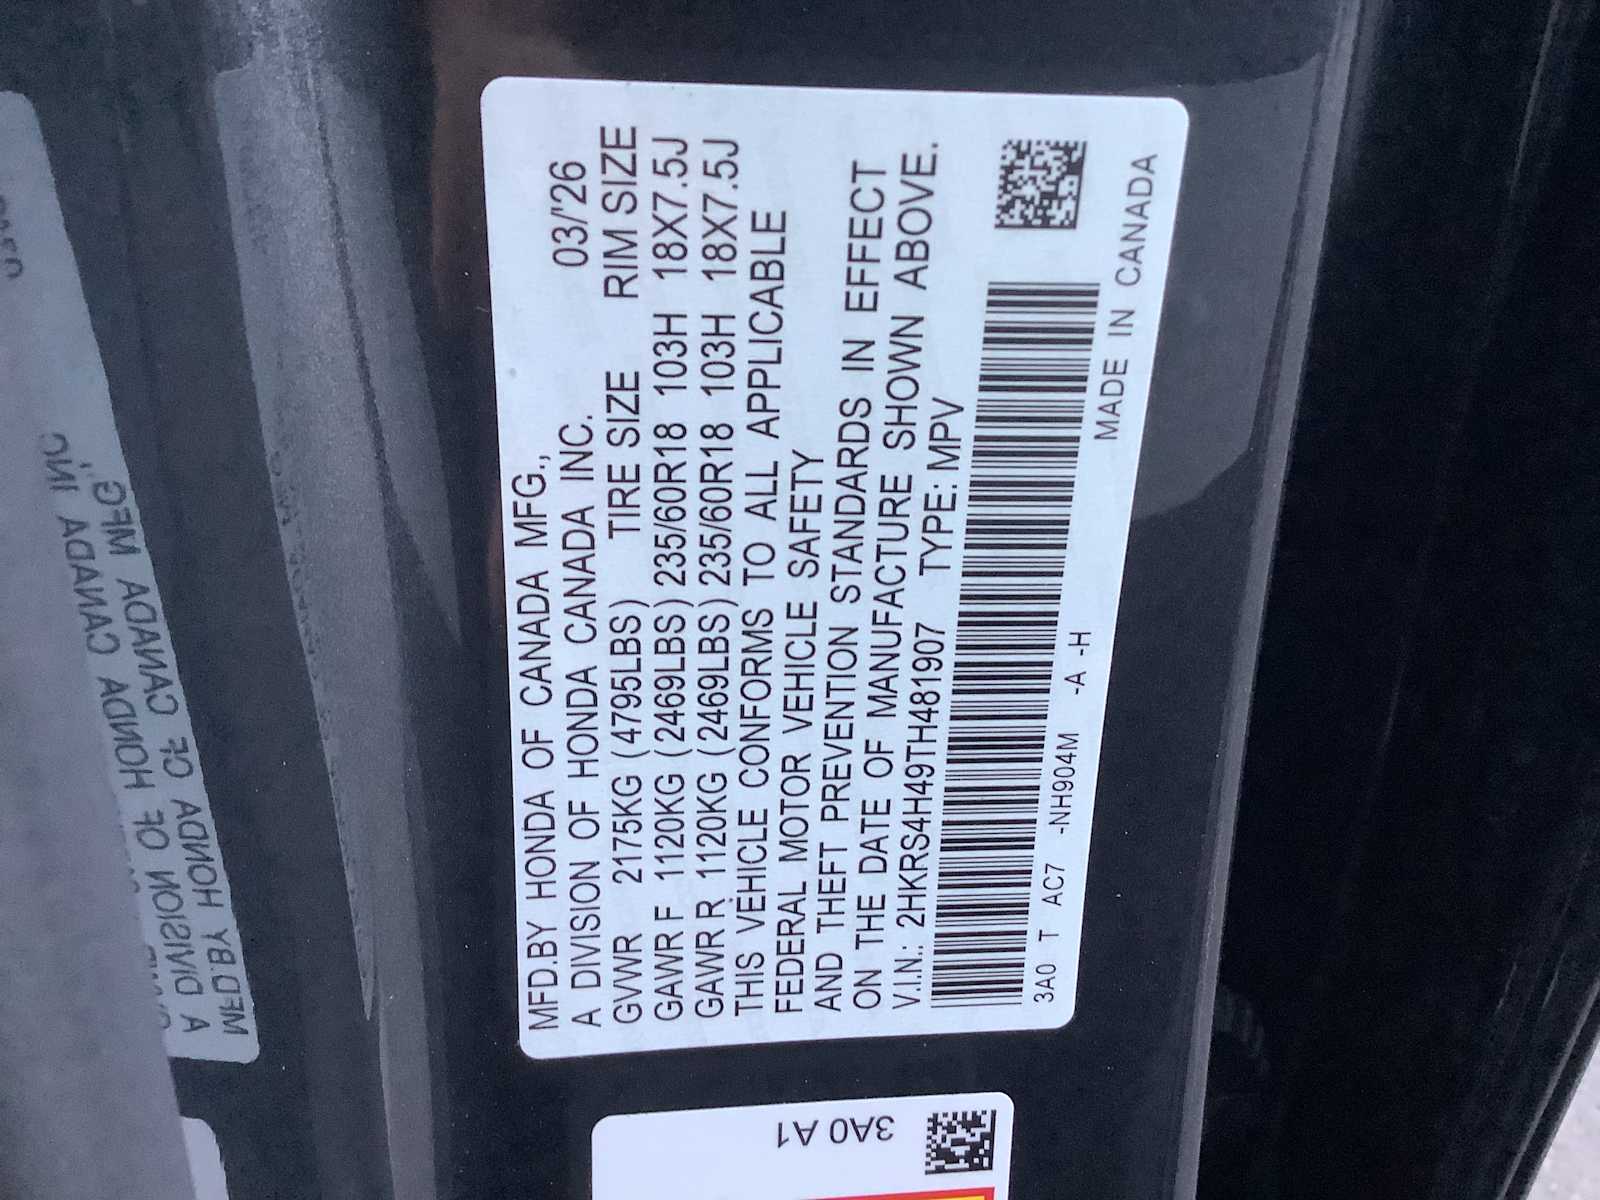 MFD.BY HONDA OF CANADA MFG.,
A DIVISION OF HONDA CANADA INC. 03/'26
GVWR 2175KG (4795LBS) TIRE SIZE RIM SIZE
GAWR F 1120KG (2469LBS) 235/60R18 103H 18X7.5J
GAWR R 1120KG (2469LBS) 235/60R18 103H 18X7.5J
THIS VEHICLE CONFORMS TO ALL APPLICABLE
FEDERAL MOTOR VEHICLE SAFETY
AND THEFT PREVENTION STANDARDS IN EFFECT
ON THE DATE OF MANUFACTURE SHOWN ABOVE.
V.I.N.: 2HKRS4H49TH481907 TYPE: MPV
3A0 T AC7 -NH904M -A -H MADE IN CANADA
3A0 A1
MFD.BY HONDA OF CANADA MFG.,
A DIVISION OF HONDA CANADA INC